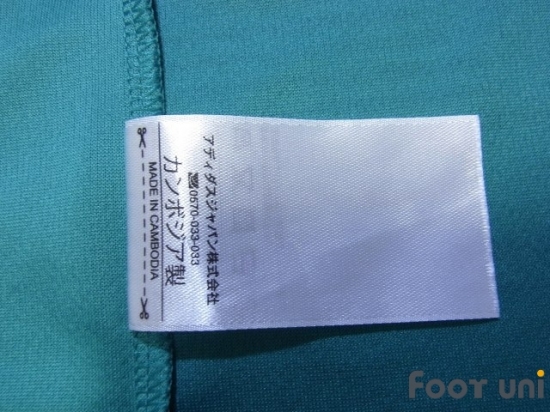 アディダスジャパン株式会社
☎0570-033-033
カンボジア製
MADE IN CAMBODIA
FOOT UNI